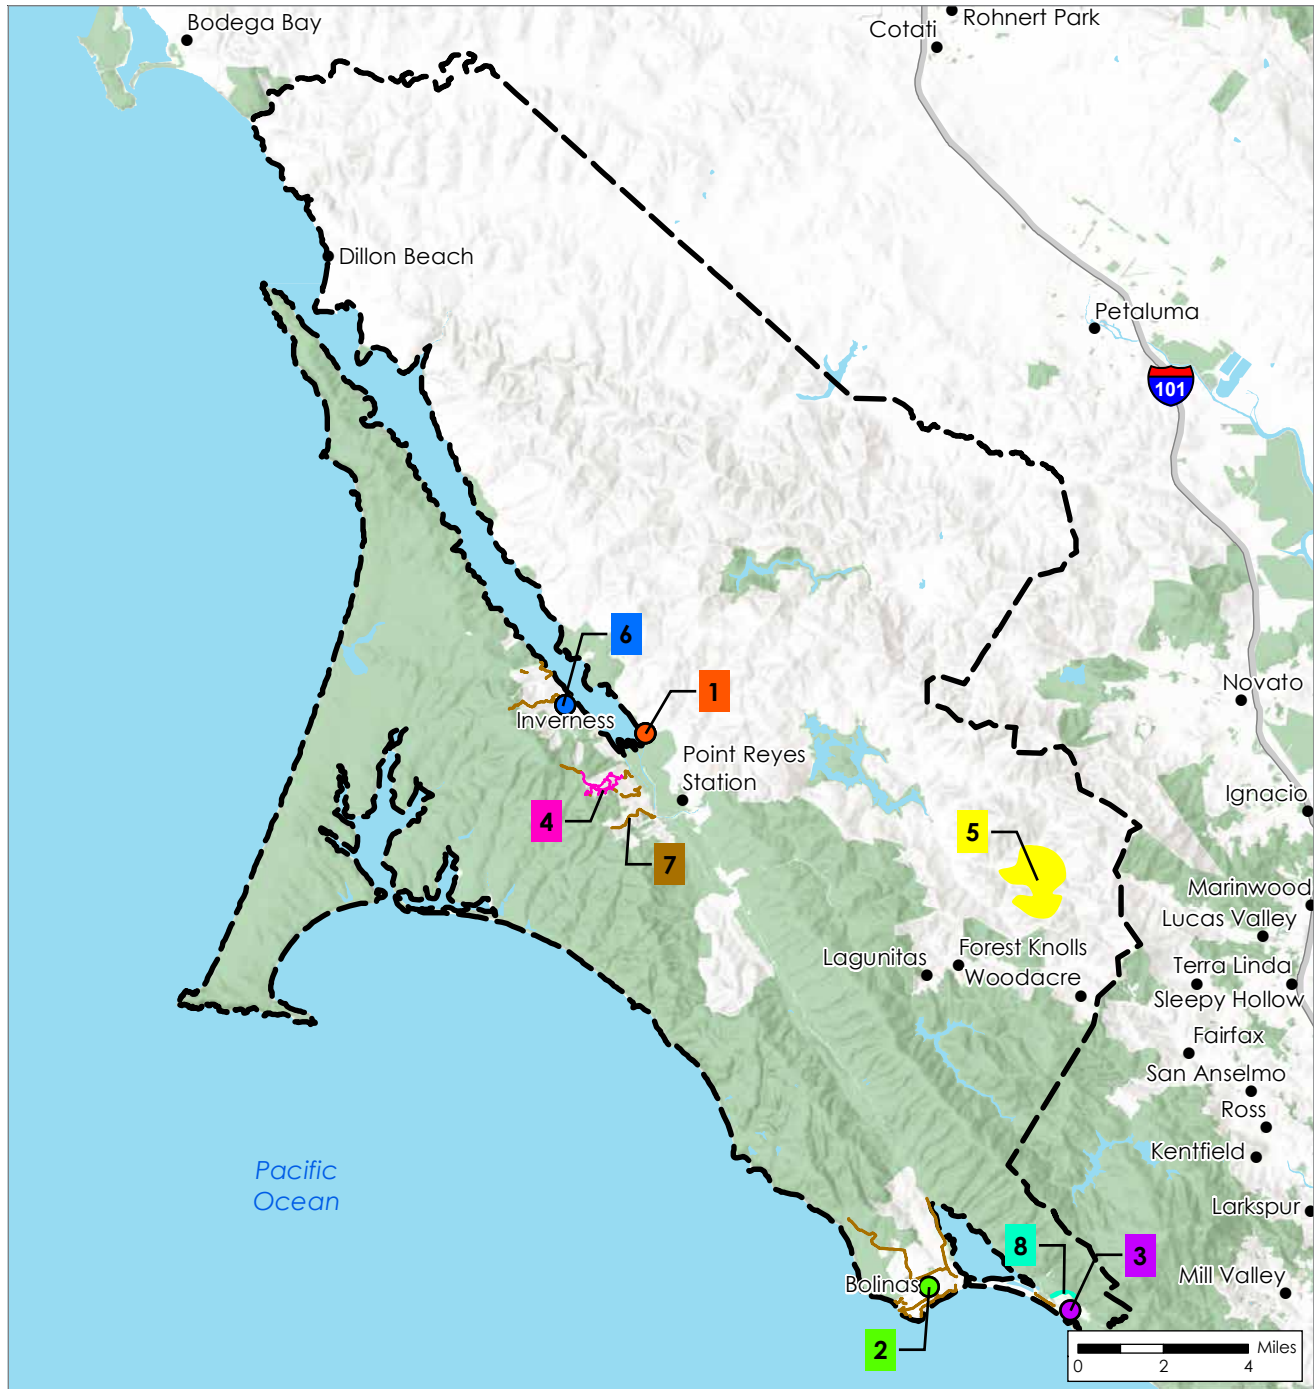 Bodega Bay
Rohnert Park
Cotati
Dillon Beach
Petaluma
101
6
1
Novato
Inverness
Point Reyes
Station
Ignacio
4
5
7
Marinwood
Lucas Valley
Forest Knolls
Lagunitas
Woodacre
Terra Linda
Sleepy Hollow
Fairfax
San Anselmo
Ross
Kentfield
Pacific
Ocean
Larkspur
8
3
Mill Valley
Bolinas
2
Miles
0 2 4